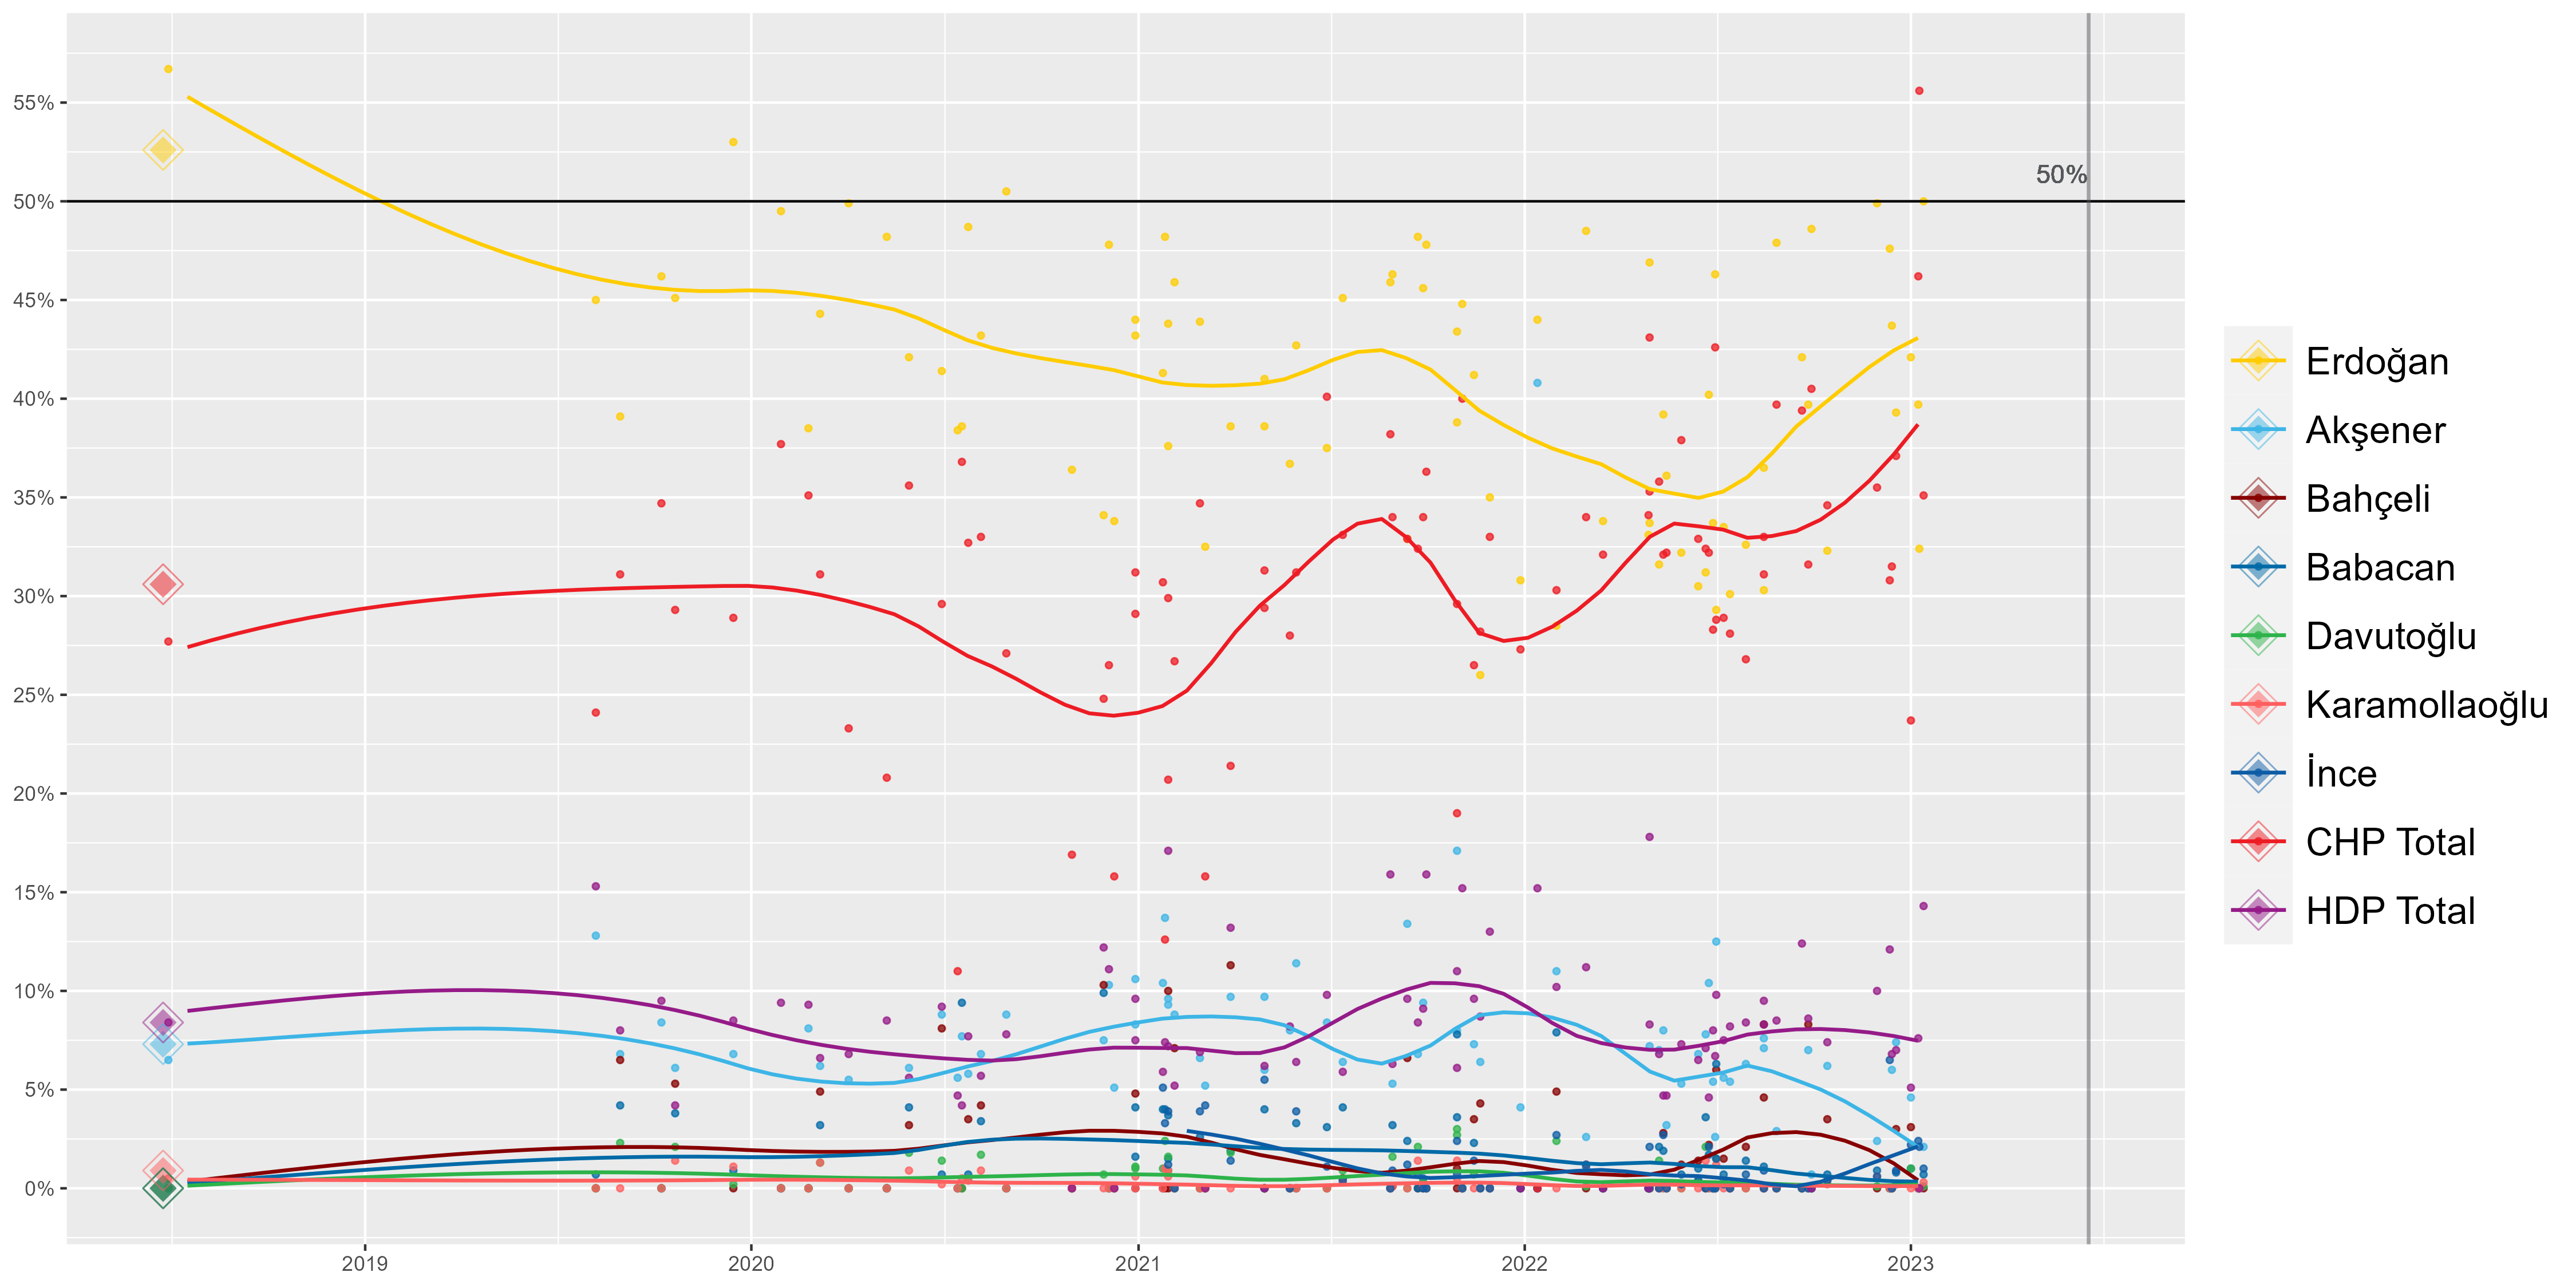 55%
50%
50%
45%
40%
35%
30%
25%
20%
15%
10%
5%
0%
2019 2020 2021 2022 2023
Erdoğan
Akşener
Bahçeli
Babacan
Davutoğlu
Karamollaoğlu
İnce
CHP Total
HDP Total